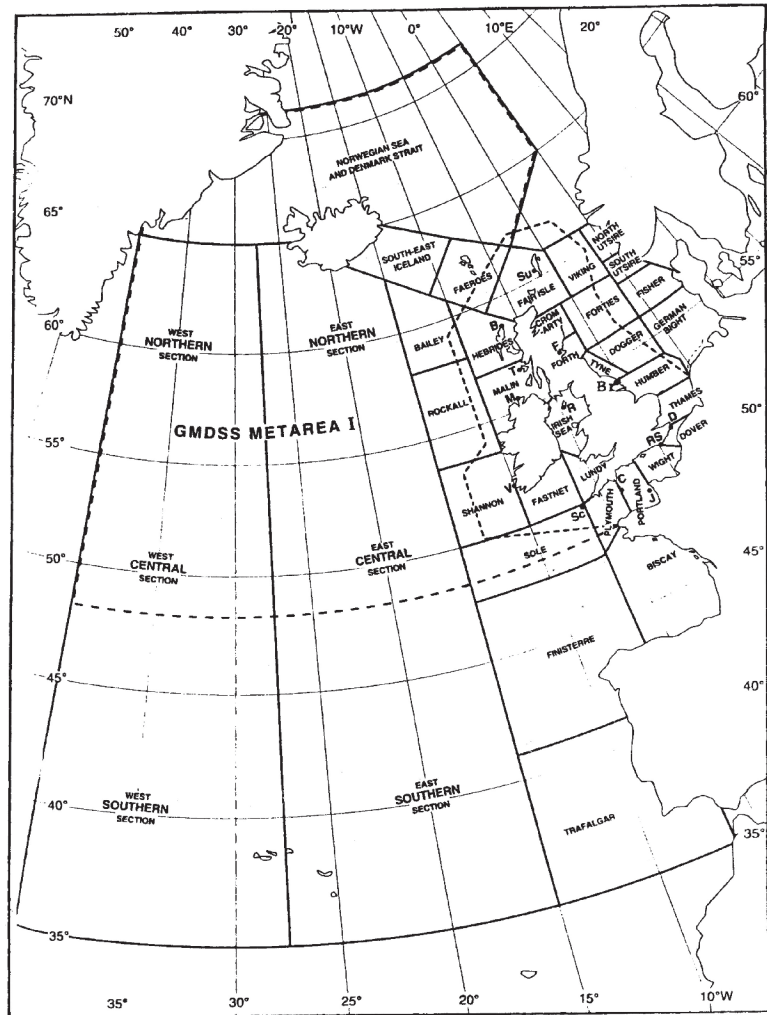 50° 40° 30° 20° 10°W 0° 10°E 20°
70°N
60°
NORWEGIAN SEA
AND DENMARK STRAIT
65°
NORTH
UTSIRE
SOUTH-EAST
ICELAND
FAEROES
Su
VIKING
SOUTH
UTSIRE
55°
FAIR ISLE
FISHER
60°
WEST
NORTHERN
SECTION
EAST
NORTHERN
SECTION
BAILEY
B
HEBRIDES
CROM
ARTY
FORTIES
GERMAN
BIGHT
F
FORTH
DOGGER
TYNE
B
HUMBER
T
MALIN
M
ROCKALL
R
IRISH
SEA
THAMES
50°
D
DOVER
RS
GMDSS METAREA I
55°
WIGHT
LUNDY
C
PORTLAND
J
V
SHANNON
FASTNET
Sc
PLYMOUTH
45°
50°
WEST
CENTRAL
SECTION
EAST
CENTRAL
SECTION
SOLE
BISCAY
45°
FINISTERRE
40°
40°
WEST
SOUTHERN
SECTION
EAST
SOUTHERN
SECTION
TRAFALGAR
35°
35°
35° 30° 25° 20° 15° 10°W